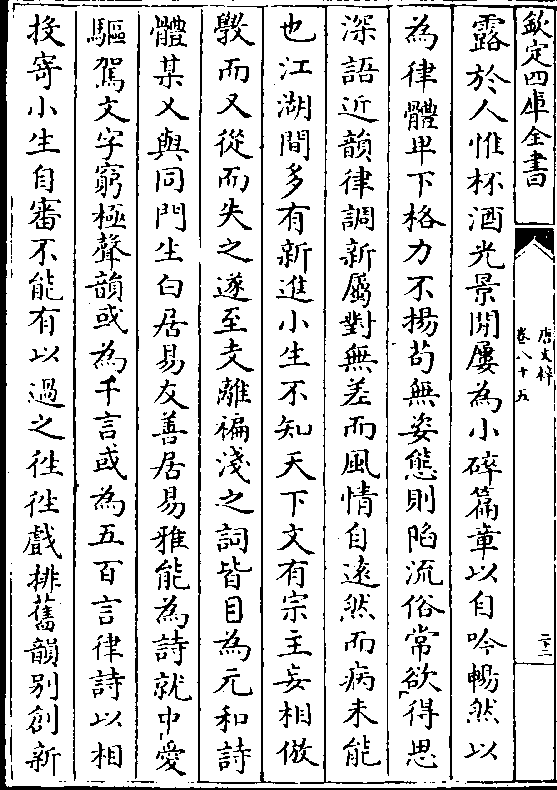 欽定四庫全書
唐文粹
卷八十五
二十二
露於人惟杯酒光景間屢為小碎篇章以自吟暢然以
為律體卑下格力不揚苟無姿態則陷流俗常欲得思
深語近韻律調新屬對無差而風情自遠然而病未能
也江湖間多有新進小生不知天下文有宗主妄相倣
斆而又從而失之遂至支離褊淺之詞皆目為元和詩
體某又與同門生白居易友善居易雅能為詩就中愛
驅駕文字窮極聲韻或為千言或為五百言律詩以相
投寄小生自審不能有以過之徃徃戲排舊韻别創新